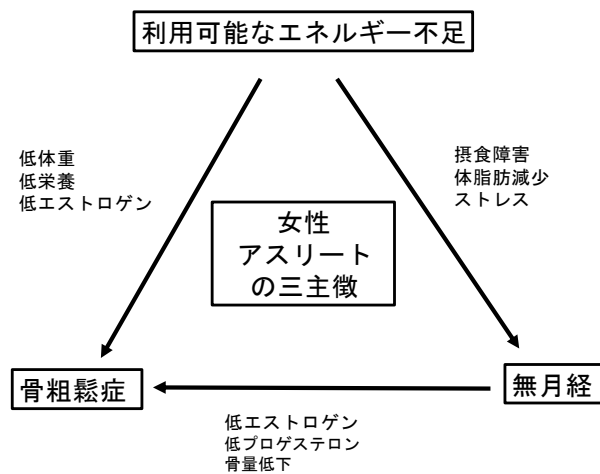 利用可能なエネルギー不足
低体重
低栄養
低エストロゲン
摂食障害
体脂肪減少
ストレス
女性
アスリート
の三主徴
骨粗鬆症
無月経
低エストロゲン
低プロゲステロン
骨量低下